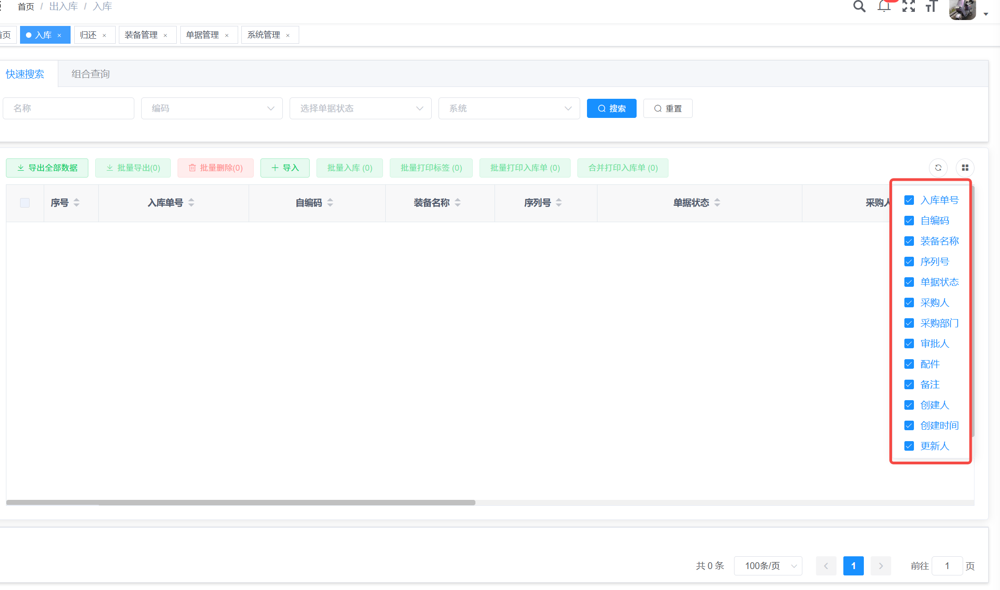 首页 / 出入库 / 入库
首页 入库 × 归还 × 装备管理 × 单据管理 × 系统管理 ×
快速搜索 组合查询
名称 编码 选择单据状态 系统 搜索 重置
导出全部数据 批量导出(0) 批量删除(0) 导入 批量入库 (0) 批量打印标签 (0) 批量打印入库单 (0) 合并打印入库单 (0)
序号 入库单号 自编码 装备名称 序列号 单据状态 采购人
入库单号
自编码
装备名称
序列号
单据状态
采购人
采购部门
审批人
配件
备注
创建人
创建时间
更新人
共 0 条 100条/页 1 前往 1 页